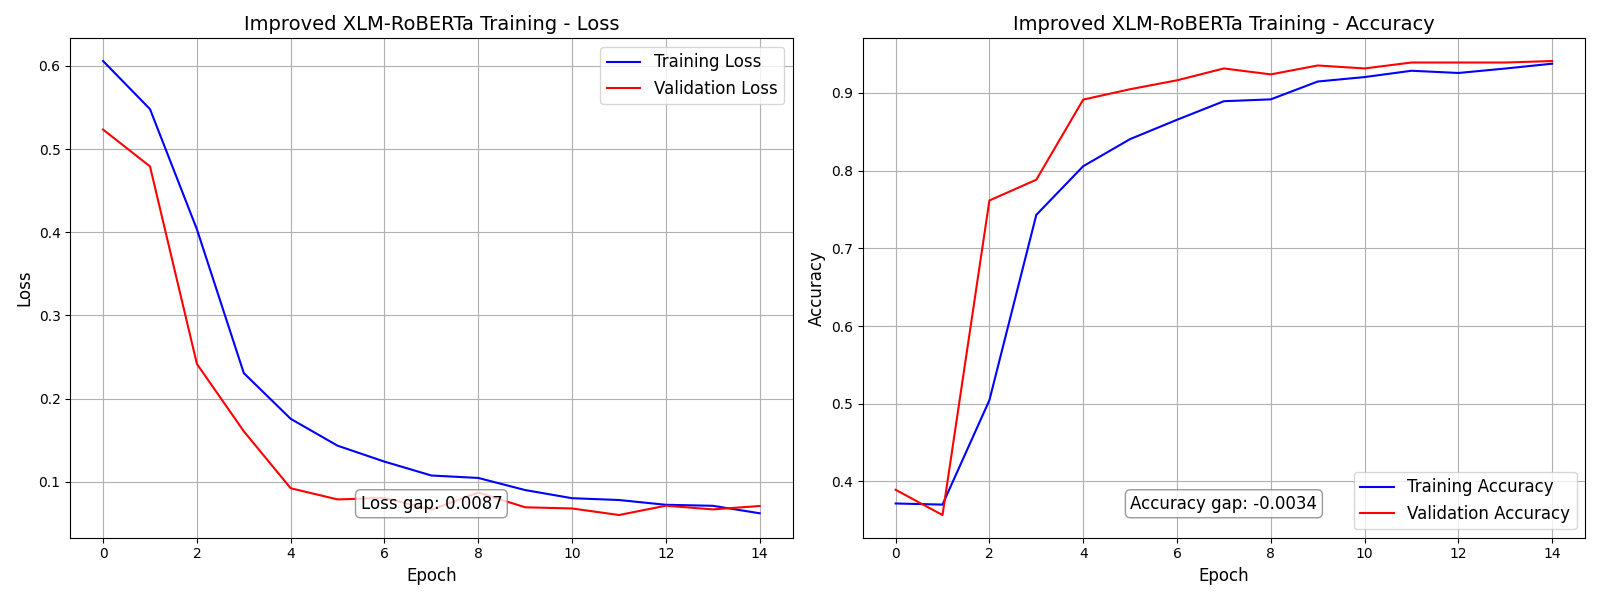 Improved XLM-RoBERTa Training - Loss
Training Loss
Validation Loss
0.6
0.5
0.4
0.3
0.2
0.1
Loss
Loss gap: 0.0087
0 2 4 6 8 10 12 14
Epoch
Improved XLM-RoBERTa Training - Accuracy
0.9
0.8
0.7
0.6
0.5
0.4
Accuracy
Accuracy gap: -0.0034
Training Accuracy
Validation Accuracy
0 2 4 6 8 10 12 14
Epoch